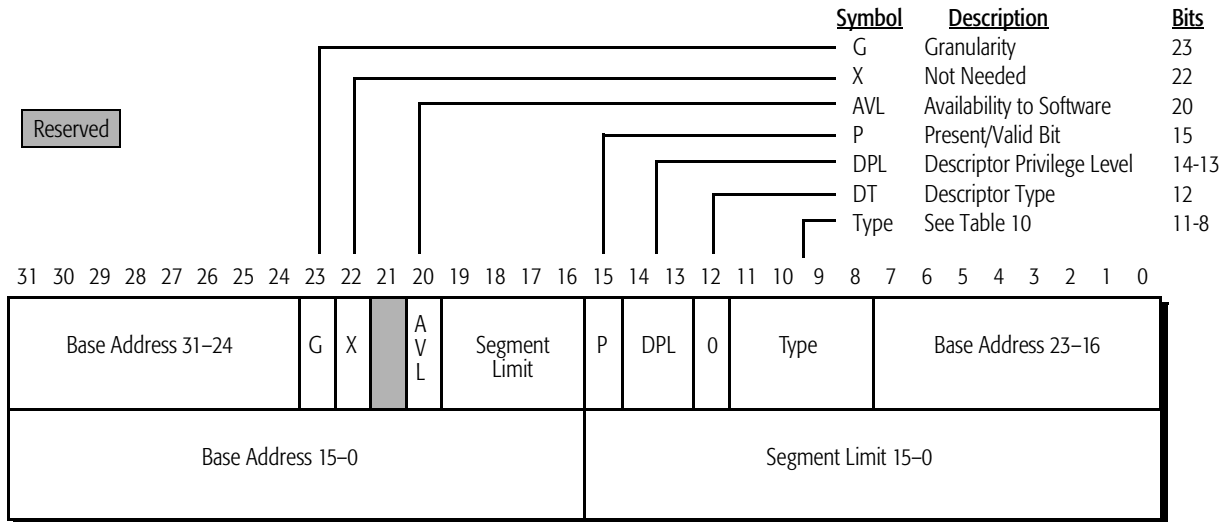 Symbol Description Bits
G Granularity 23
X Not Needed 22
AVL Availability to Software 20
Reserved
P Present/Valid Bit 15
DPL Descriptor Privilege Level 14-13
DT Descriptor Type 12
Type See Table 10 11-8
31 30 29 28 27 26 25 24 23 22 21 20 19 18 17 16 15 14 13 12 11 10 9 8 7 6 5 4 3 2 1 0
Base Address 31–24
G
X
A
V
L
Segment
Limit
P
DPL
0
Type
Base Address 23–16
Base Address 15–0
Segment Limit 15–0